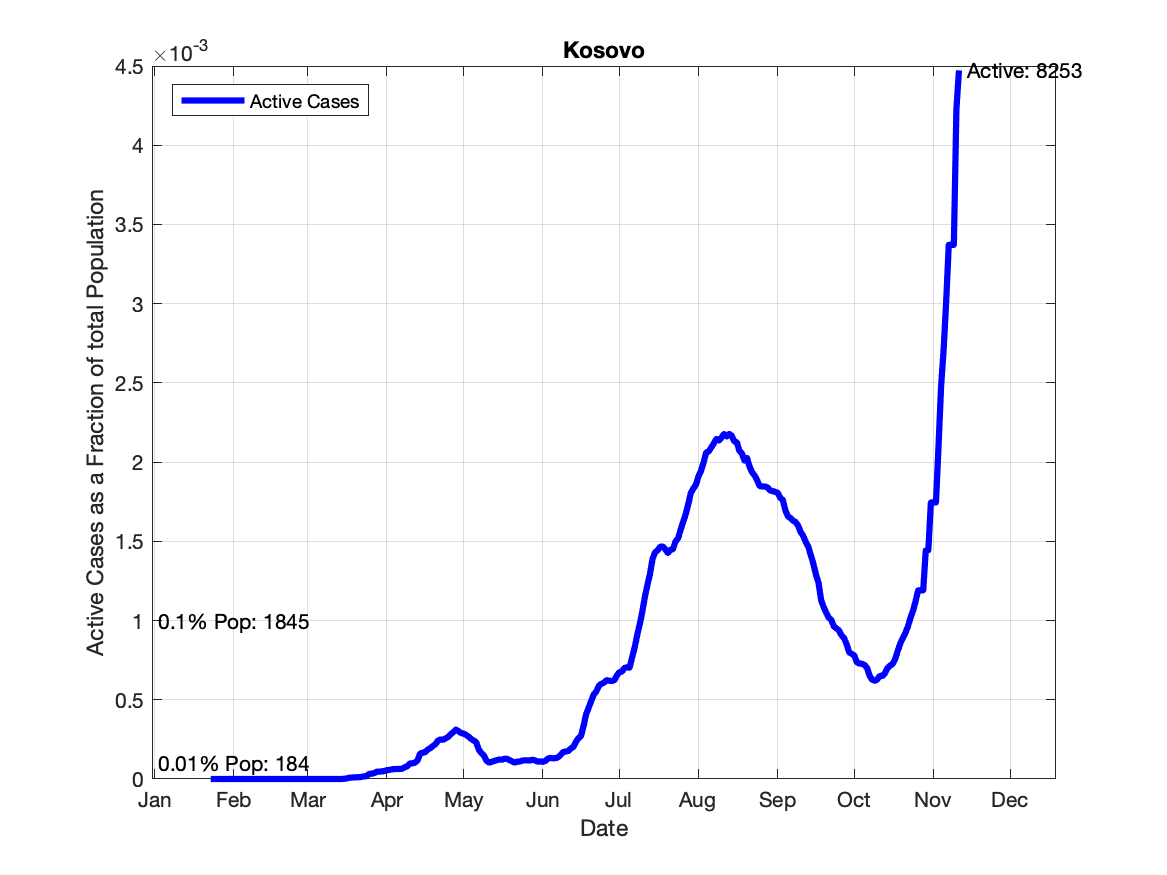 Kosovo
×10-3
4.5
4
3.5
3
2.5
2
1.5
1
0.5
0
Active Cases as a Fraction of total Population
Active Cases
Active: 8253
0.1% Pop: 1845
0.01% Pop: 184
Jan Feb Mar Apr May Jun Jul Aug Sep Oct Nov Dec
Date